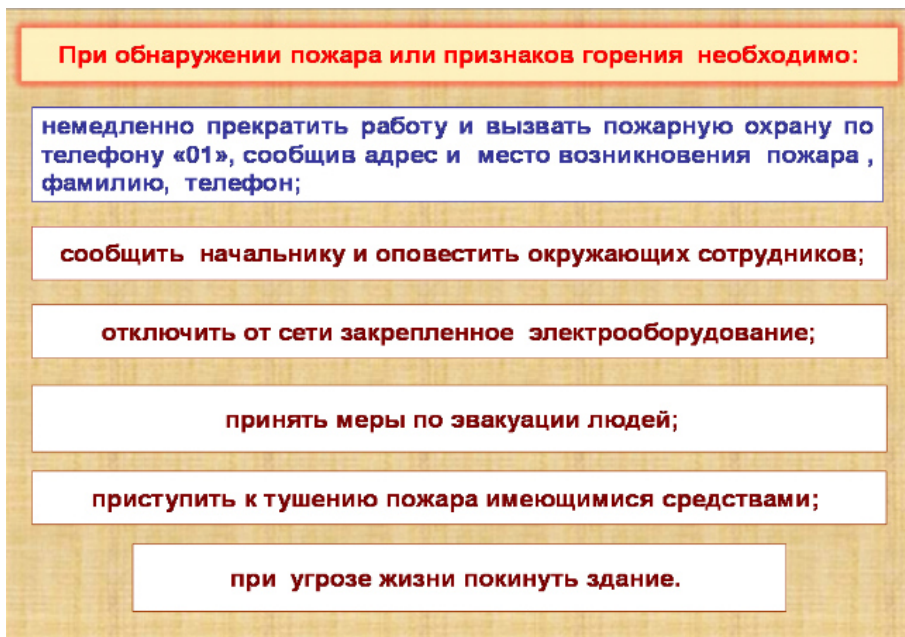 При обнаружении пожара или признаков горения необходимо:
немедленно прекратить работу и вызвать пожарную охрану по
телефону «01», сообщив адрес и место возникновения пожара ,
фамилию, телефон;
сообщить начальнику и оповестить окружающих сотрудников;
отключить от сети закрепленное электрооборудование;
принять меры по эвакуации людей;
приступить к тушению пожара имеющимися средствами;
при угрозе жизни покинуть здание.